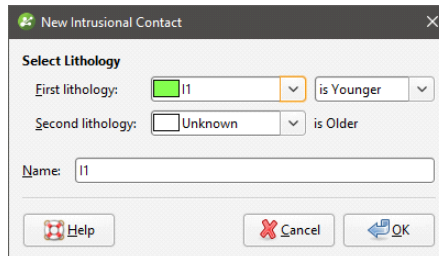 New Intrusional Contact
Select Lithology
First lithology: I1 is Younger
Second lithology: Unknown is Older
Name: I1
Help Cancel OK